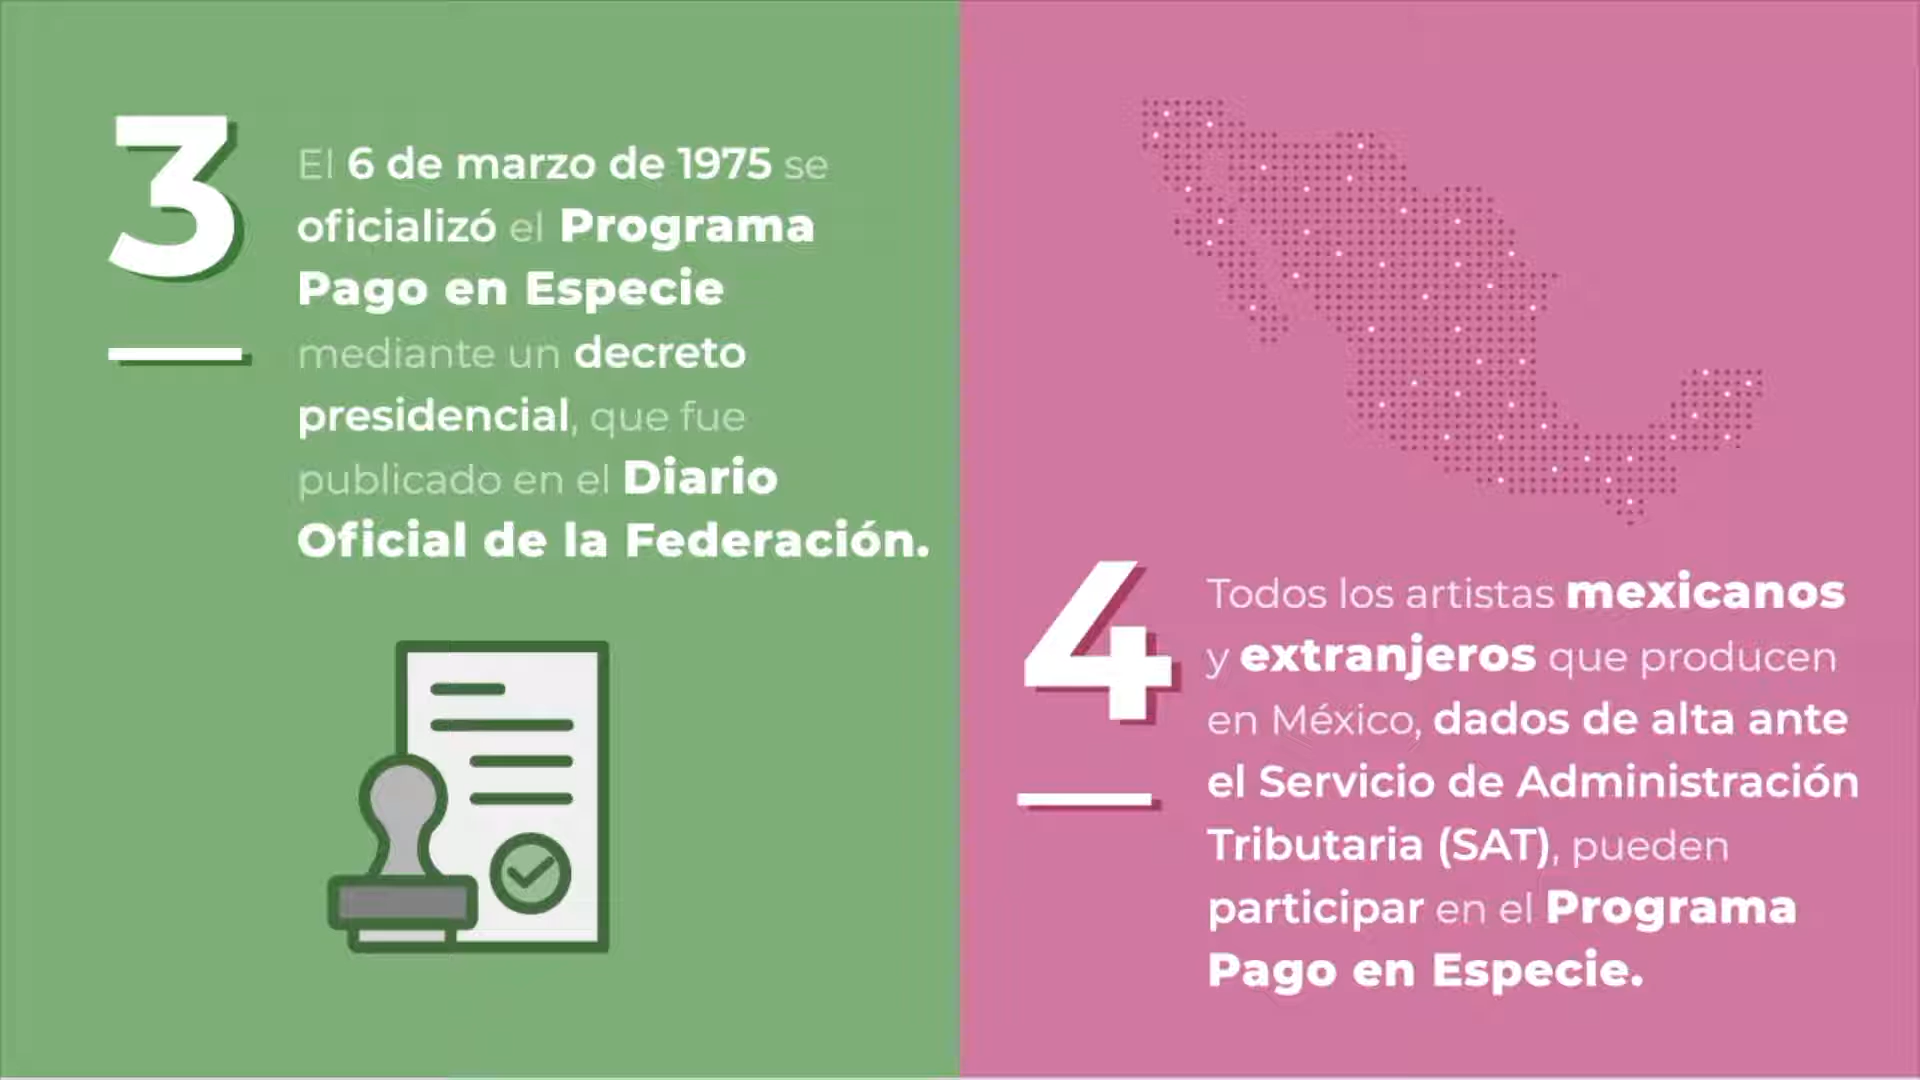 3
El 6 de marzo de 1975 se
oficializó el Programa
Pago en Especie
mediante un decreto
presidencial, que fue
publicado en el Diario
Oficial de la Federación.
4
Todos los artistas mexicanos
y extranjeros que producen
en México, dados de alta ante
el Servicio de Administración
Tributaria (SAT), pueden
participar en el Programa
Pago en Especie.